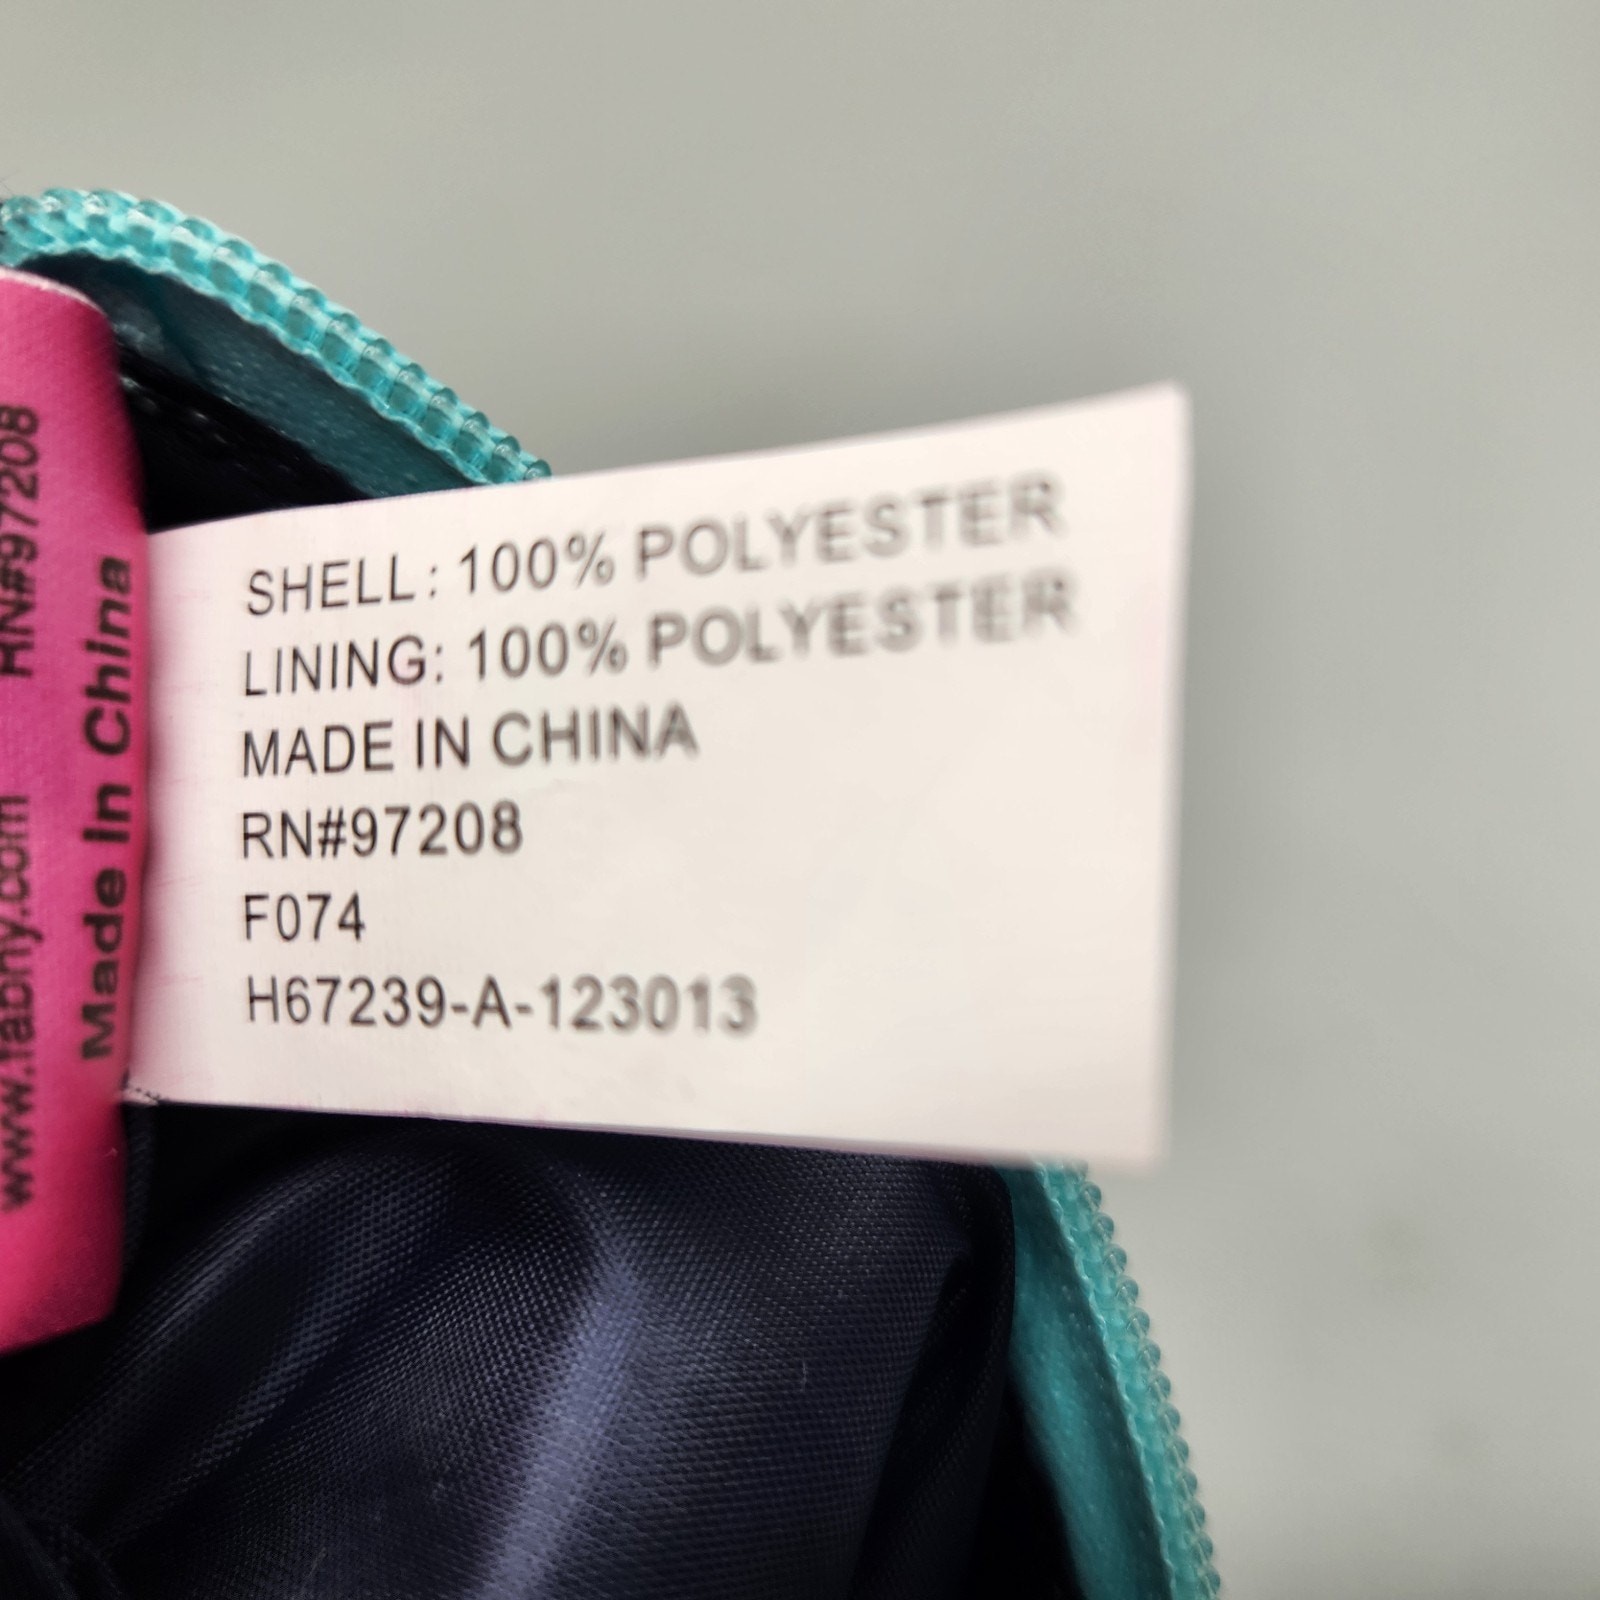 RN#97208
www.fabny.com
Made In China
SHELL: 100% POLYESTER
LINING: 100% POLYESTER
MADE IN CHINA
RN#97208
F074
H67239-A-123013